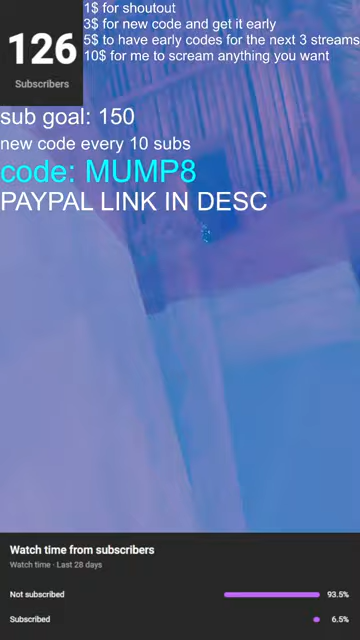 126
Subscribers
1$ for shoutout
3$ for new code and get it early
5$ to have early codes for the next 3 streams
10$ for me to scream anything you want
sub goal: 150
new code every 10 subs
code: MUMP8
PAYPAL LINK IN DESC
Watch time from subscribers
Watch time · Last 28 days
Not subscribed 93.5%
Subscribed 6.5%